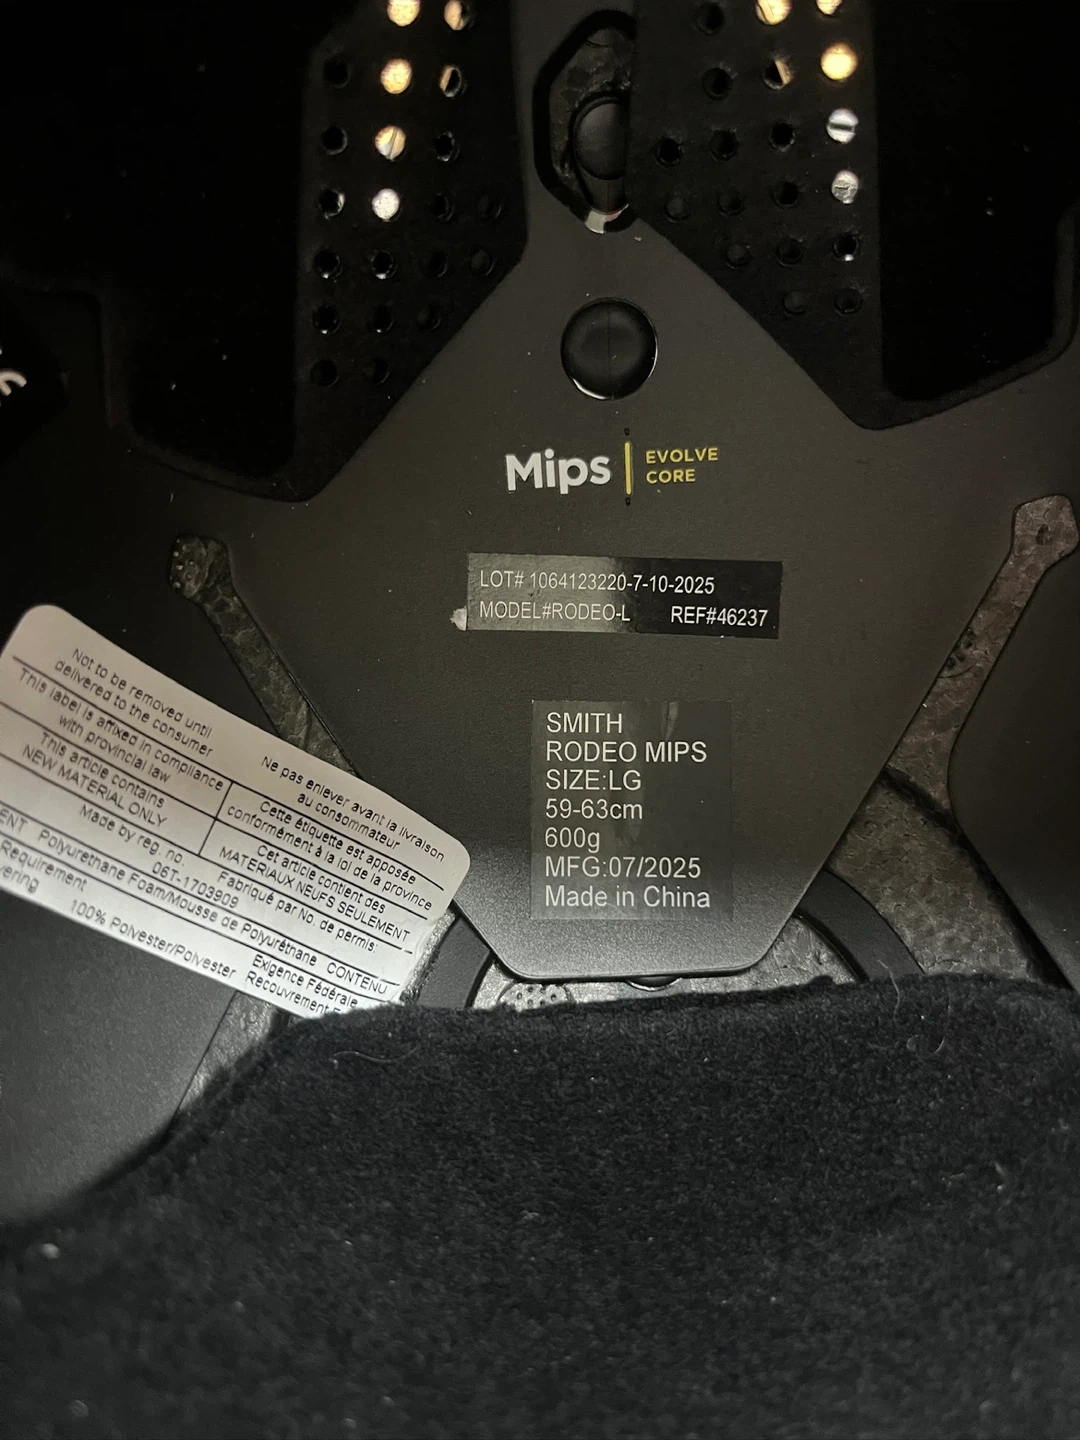 Mips
EVOLVE
CORE
LOT# 1064123220-7-10-2025
MODEL#RODEO-L REF#46237
SMITH
RODEO MIPS
SIZE:LG
59-63cm
600g
MFG:07/2025
Made in China
Not to be removed until
delivered to the consumer
This label is affixed in compliance
with provincial law
This article contains
NEW MATERIAL ONLY
Made by reg. no.
06T-170909
Ne pas enlever avant la livraison
au consommateur
Cette étiquette est apposée
conformément à la loi de la province
Cet article contient des
MATERIAUX NEUFS SEULEMENT
Fabriqué par No. de permis:
Polyurethane Foam/Mousse de Polyuréthane CONTENU
Requirement Exigence Fédérale
100% Polyester/Polyester Recouvrement